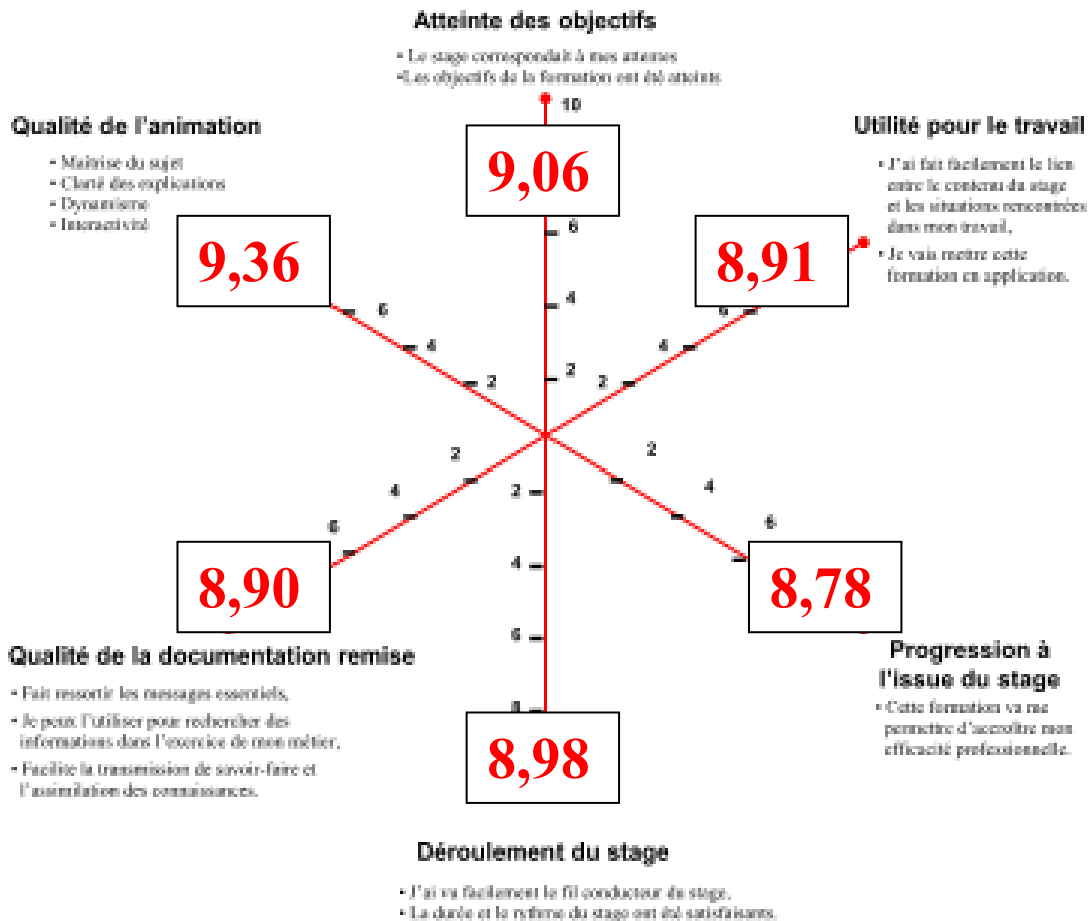 Atteinte des objectifs
• Le stage correspondait à mes attentes
•Les objectifs de la formation ont été atteints
10
9,06
6
4
2
Qualité de l'animation
• Maîtrise du sujet
• Clarté des explications
• Dynamisme
• Interactivité
9,36
6
4
2
Utilité pour le travail
• J'ai fait facilement le lien
entre le contenu du stage
et les situations rencontrées
dans mon travail.
• Je vais mettre cette
formation en application.
8,91
6
4
2
2
4
6
8,90
Qualité de la documentation remise
• Fait ressortir les messages essentiels.
• Je peux l'utiliser pour rechercher des
informations dans l'exercice de mon métier.
• Facilite la transmission de savoir-faire et
l'assimilation des connaissances.
2
4
6
8
8,98
Déroulement du stage
• J'ai vu facilement le fil conducteur du stage.
• La durée et le rythme du stage ont été satisfaisants.
2
4
6
8,78
Progression à
l'issue du stage
• Cette formation va me
permettre d'accroître mon
efficacité professionnelle.